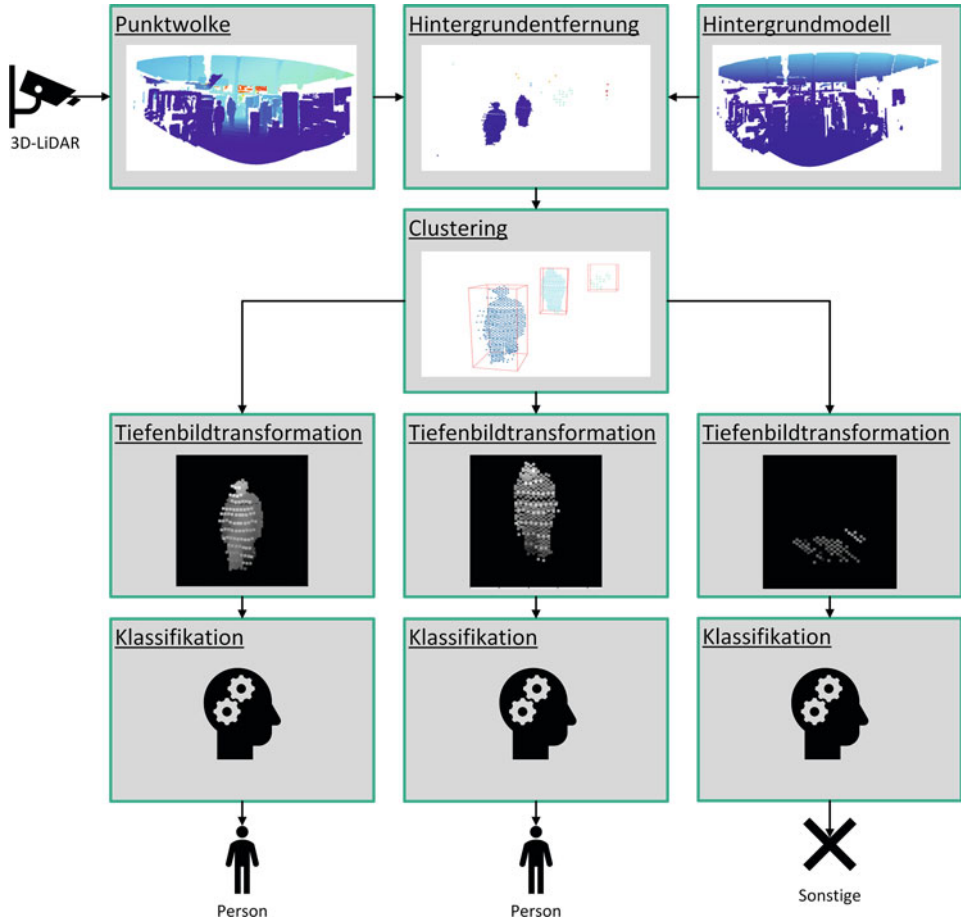 Punktwolke
Hintergrundentfernung
Hintergrundmodell
3D-LiDAR
Clustering
Tiefenbildtransformation
Tiefenbildtransformation
Tiefenbildtransformation
Klassifikation
Klassifikation
Klassifikation
Person
Person
Sonstige